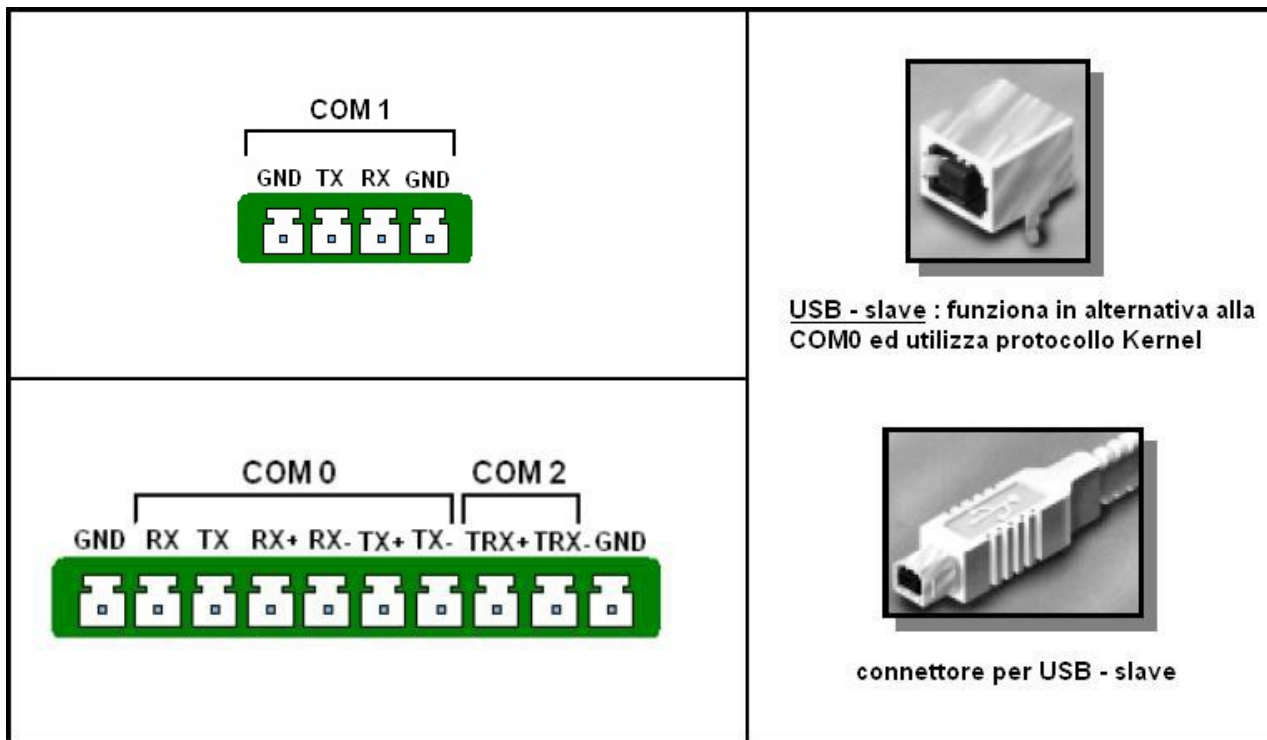 COM 1
GND TX RX GND
COM 0 COM 2
GND RX TX RX+ RX- TX+ TX- TRX+ TRX- GND
USB - slave : funziona in alternativa alla
COM0 ed utilizza protocollo Kernel
connettore per USB - slave